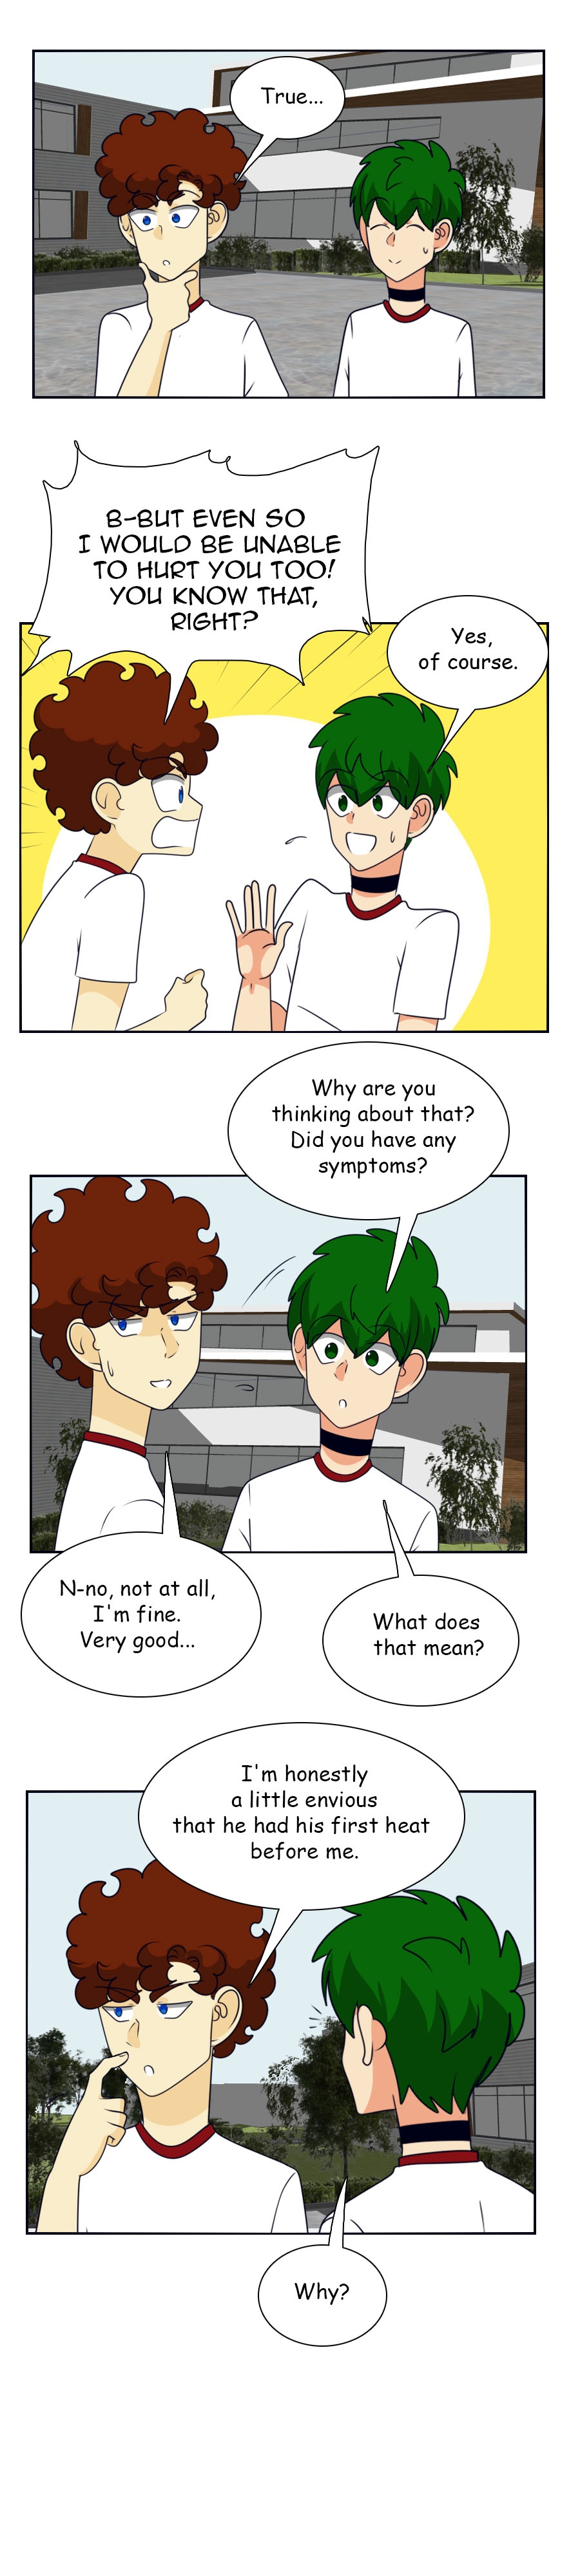 True...
B-BUT EVEN SO
I WOULD BE UNABLE
TO HURT YOU TOO!
YOU KNOW THAT,
RIGHT?
Yes,
of course.
Why are you
thinking about that?
Did you have any
symptoms?
N-no, not at all,
I'm fine.
Very good...
What does
that mean?
I'm honestly
a little envious
that he had his first heat
before me.
Why?